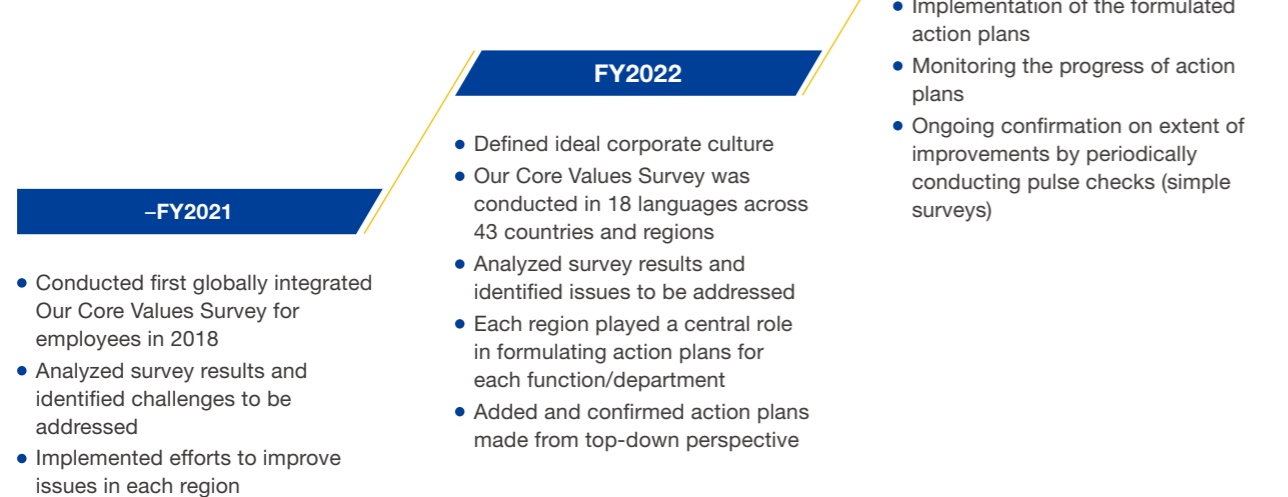 –FY2021
• Conducted first globally integrated
Our Core Values Survey for
employees in 2018
• Analyzed survey results and
identified challenges to be
addressed
• Implemented efforts to improve
issues in each region
FY2022
• Defined ideal corporate culture
• Our Core Values Survey was
conducted in 18 languages across
43 countries and regions
• Analyzed survey results and
identified issues to be addressed
• Each region played a central role
in formulating action plans for
each function/department
• Added and confirmed action plans
made from top-down perspective
• Implementation of the formulated
action plans
• Monitoring the progress of action
plans
• Ongoing confirmation on extent of
improvements by periodically
conducting pulse checks (simple
surveys)